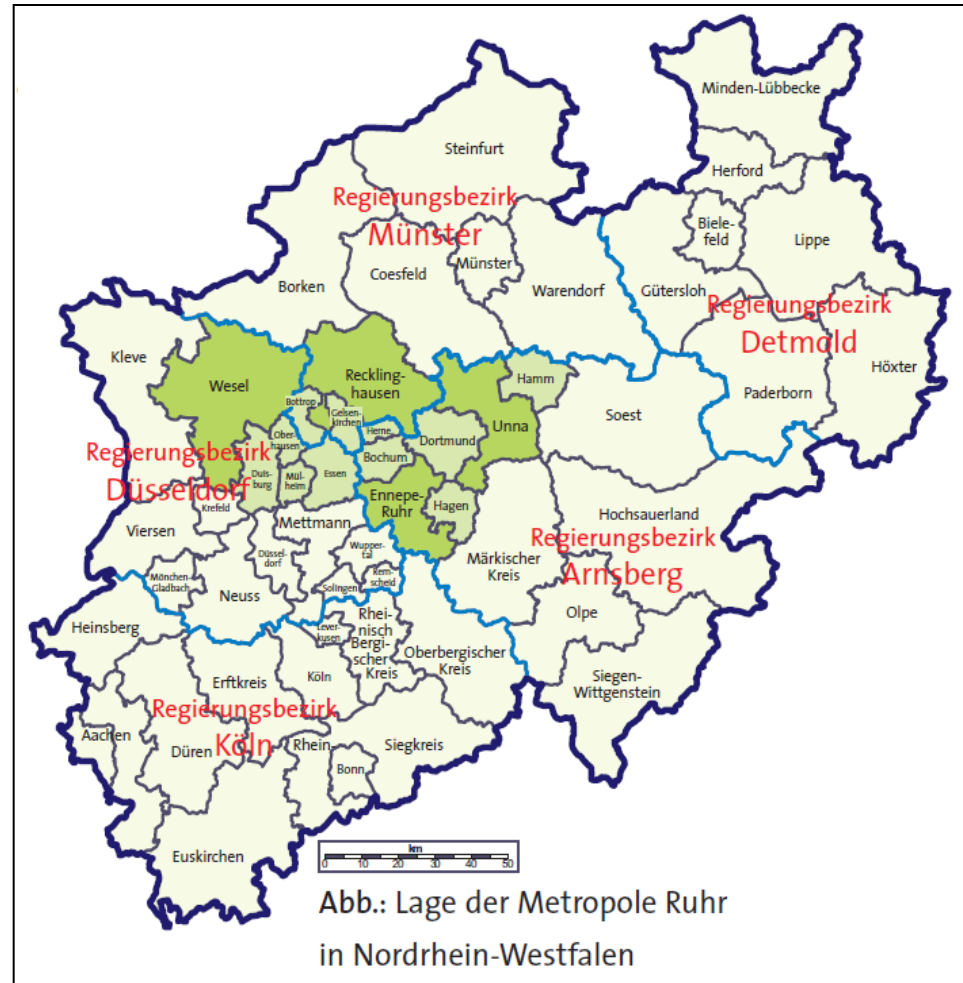 Minden-Lübbecke
Steinfurt
Herford
Regierungsbezirk
Münster
Biele-
feld
Lippe
Münster
Coesfeld
Borken
Warendorf
Gütersloh
Regierungsbezirk
Detmold
Kleve
Höxter
Wesel
Reckling-
hausen
Hamm
Paderborn
Bottrop
Gelsen-
kirchen
Soest
Unna
Herne
Dortmund
Ober-
hausen
Bochum
Regierungsbezirk
Düsseldorf
Duis-
burg
Mül-
heim
Essen
Ennepe-
Ruhr
Hagen
Krefeld
Viersen
Mettmann
Hochsauerland
Regierungsbezirk
Arnsberg
Düssel-
dorf
Wupper-
tal
Märkischer
Kreis
Mönchen-
Gladbach
Rem-
scheid
Solingen
Neuss
Olpe
Heinsberg
Lever-
kusen
Rhei-
nisch
Bergi-
scher
Kreis
Oberbergischer
Kreis
Erftkreis
Köln
Siegen-
Wittgenstein
Regierungsbezirk
Köln
Aachen
Düren
Rhein-
Siegkreis
Bonn
Euskirchen
km
0 10 20 30 40 50
Abb.: Lage der Metropole Ruhr
in Nordrhein-Westfalen